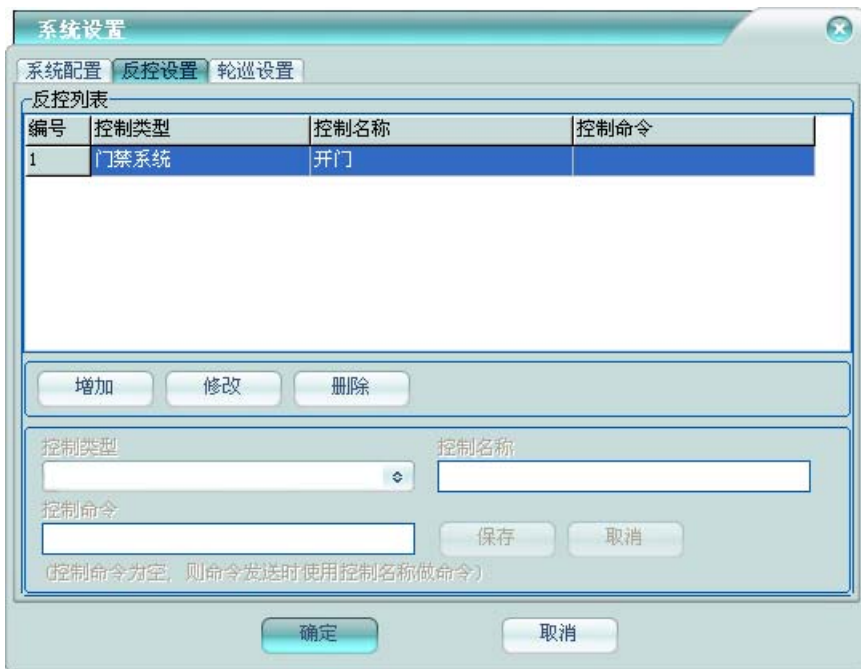 系统设置
系统配置 反控设置 轮巡设置
反控列表
编号 控制类型 控制名称 控制命令
1 门禁系统 开门
增加 修改 删除
控制类型 控制名称
控制命令
保存 取消
(控制命令为空，则命令发送时使用控制名称做命令)
确定 取消